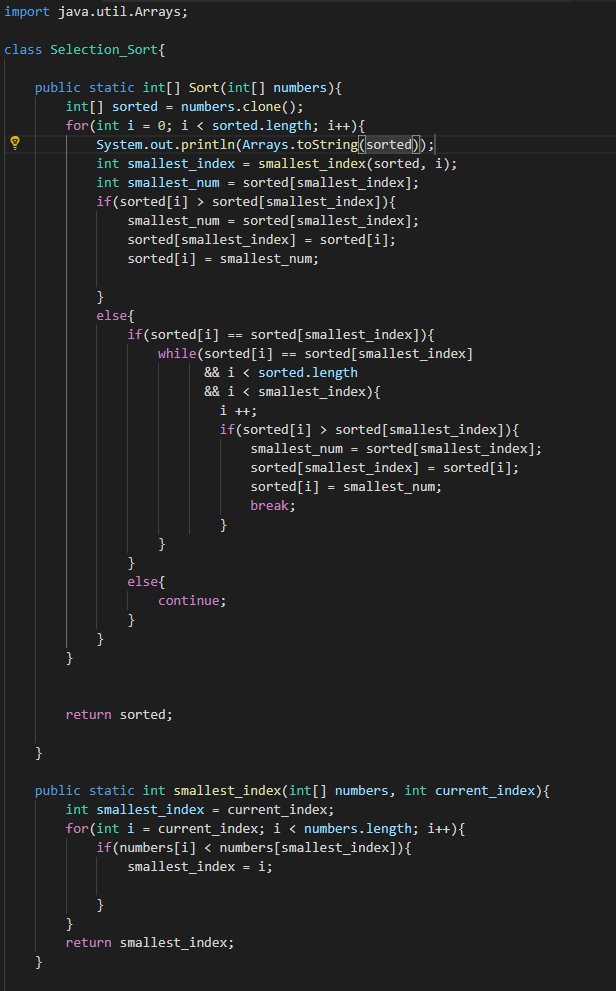 import java.util.Arrays;
class Selection_Sort{
public static int[] Sort(int[] numbers){
int[] sorted = numbers.clone();
for(int i = 0; i < sorted.length; i++){
System.out.println(Arrays.toString(sorted));
int smallest_index = smallest_index(sorted, i);
int smallest_num = sorted[smallest_index];
if(sorted[i] > sorted[smallest_index]){
smallest_num = sorted[smallest_index];
sorted[smallest_index] = sorted[i];
sorted[i] = smallest_num;
}
else{
if(sorted[i] == sorted[smallest_index]){
while(sorted[i] == sorted[smallest_index]
&& i < sorted.length
&& i < smallest_index){
i ++;
if(sorted[i] > sorted[smallest_index]){
smallest_num = sorted[smallest_index];
sorted[smallest_index] = sorted[i];
sorted[i] = smallest_num;
break;
}
}
}
else{
continue;
}
}
}
return sorted;
}
public static int smallest_index(int[] numbers, int current_index){
int smallest_index = current_index;
for(int i = current_index; i < numbers.length; i++){
if(numbers[i] < numbers[smallest_index]){
smallest_index = i;
}
}
return smallest_index;
}